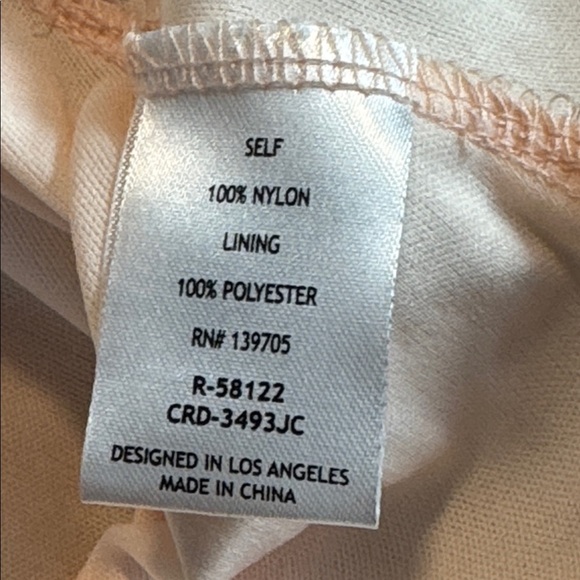 SELF
100% NYLON
LINING
100% POLYESTER
RN# 139705
R-58122
CRD-3493JC
DESIGNED IN LOS ANGELES
MADE IN CHINA